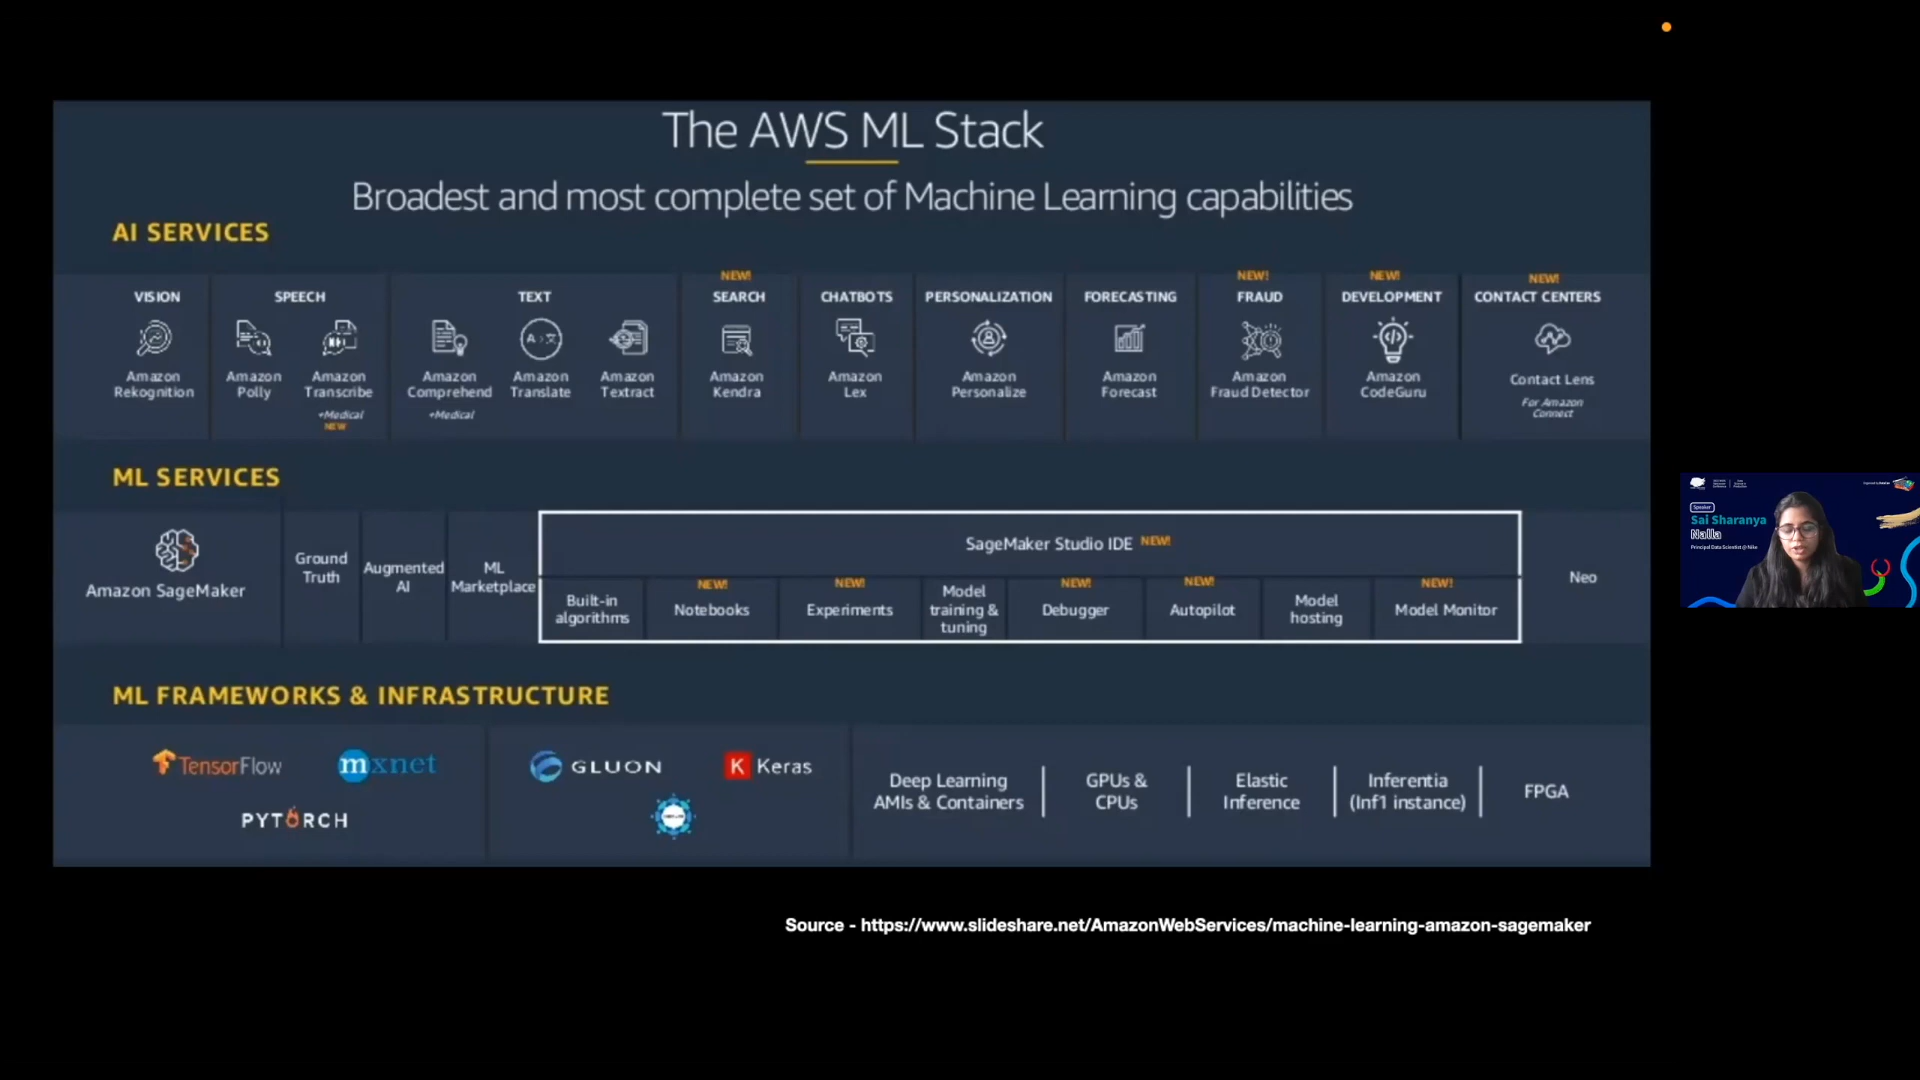 The AWS ML Stack
Broadest and most complete set of Machine Learning capabilities
AI SERVICES
VISION
Amazon
Rekognition
SPEECH
Amazon
Polly
Amazon
Transcribe
+Medical
NEW
TEXT
Amazon
Comprehend
+Medical
Amazon
Translate
Amazon
Textract
NEW!
SEARCH
Amazon
Kendra
CHATBOTS
Amazon
Lex
PERSONALIZATION
Amazon
Personalize
FORECASTING
Amazon
Forecast
NEW!
FRAUD
Amazon
Fraud Detector
NEW!
DEVELOPMENT
Amazon
CodeGuru
NEW!
CONTACT CENTERS
Contact Lens
For Amazon
Connect
ML SERVICES
Amazon SageMaker
Ground
Truth
Augmented
AI
ML
Marketplace
SageMaker Studio IDE NEW!
Built-in
algorithms
NEW!
Notebooks
NEW!
Experiments
Model
training &
tuning
NEW!
Debugger
NEW!
Autopilot
Model
hosting
NEW!
Model Monitor
Neo
ML FRAMEWORKS & INFRASTRUCTURE
TensorFlow
mxnet
PYTORCH
GLUON
K Keras
Deep Learning
AMIs & Containers
GPUs &
CPUs
Elastic
Inference
Inferentia
(Inf1 instance)
FPGA
Source - https://www.slideshare.net/AmazonWebServices/machine-learning-amazon-sagemaker
Speaker
Sai Sharanya
Nalla
Principal Data Scientist @ Nike